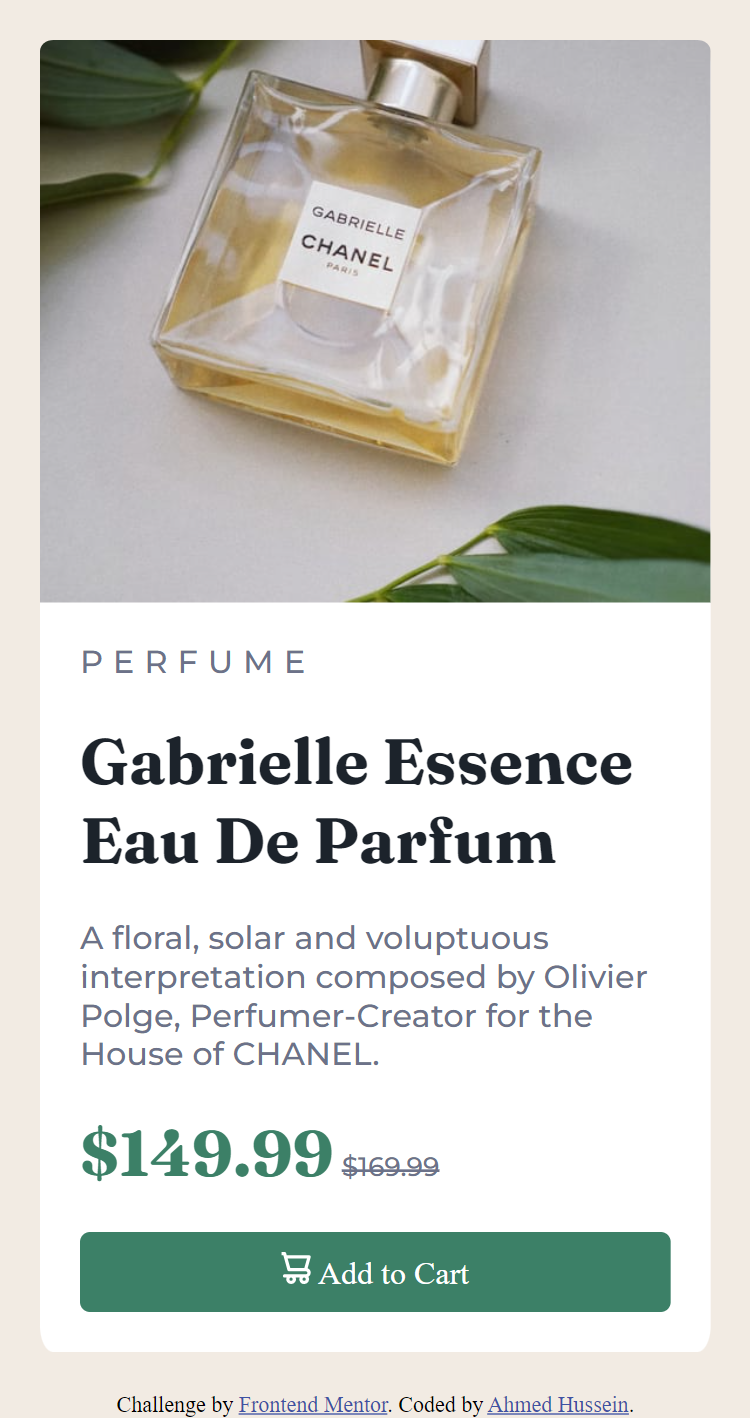 GABRIELLE
CHANEL
PARIS
PERFUME
Gabrielle Essence
Eau De Parfum
A floral, solar and voluptuous
interpretation composed by Olivier
Polge, Perfumer-Creator for the
House of CHANEL.
$149.99 $169.99
Add to Cart
Challenge by Frontend Mentor. Coded by Ahmed Hussein.